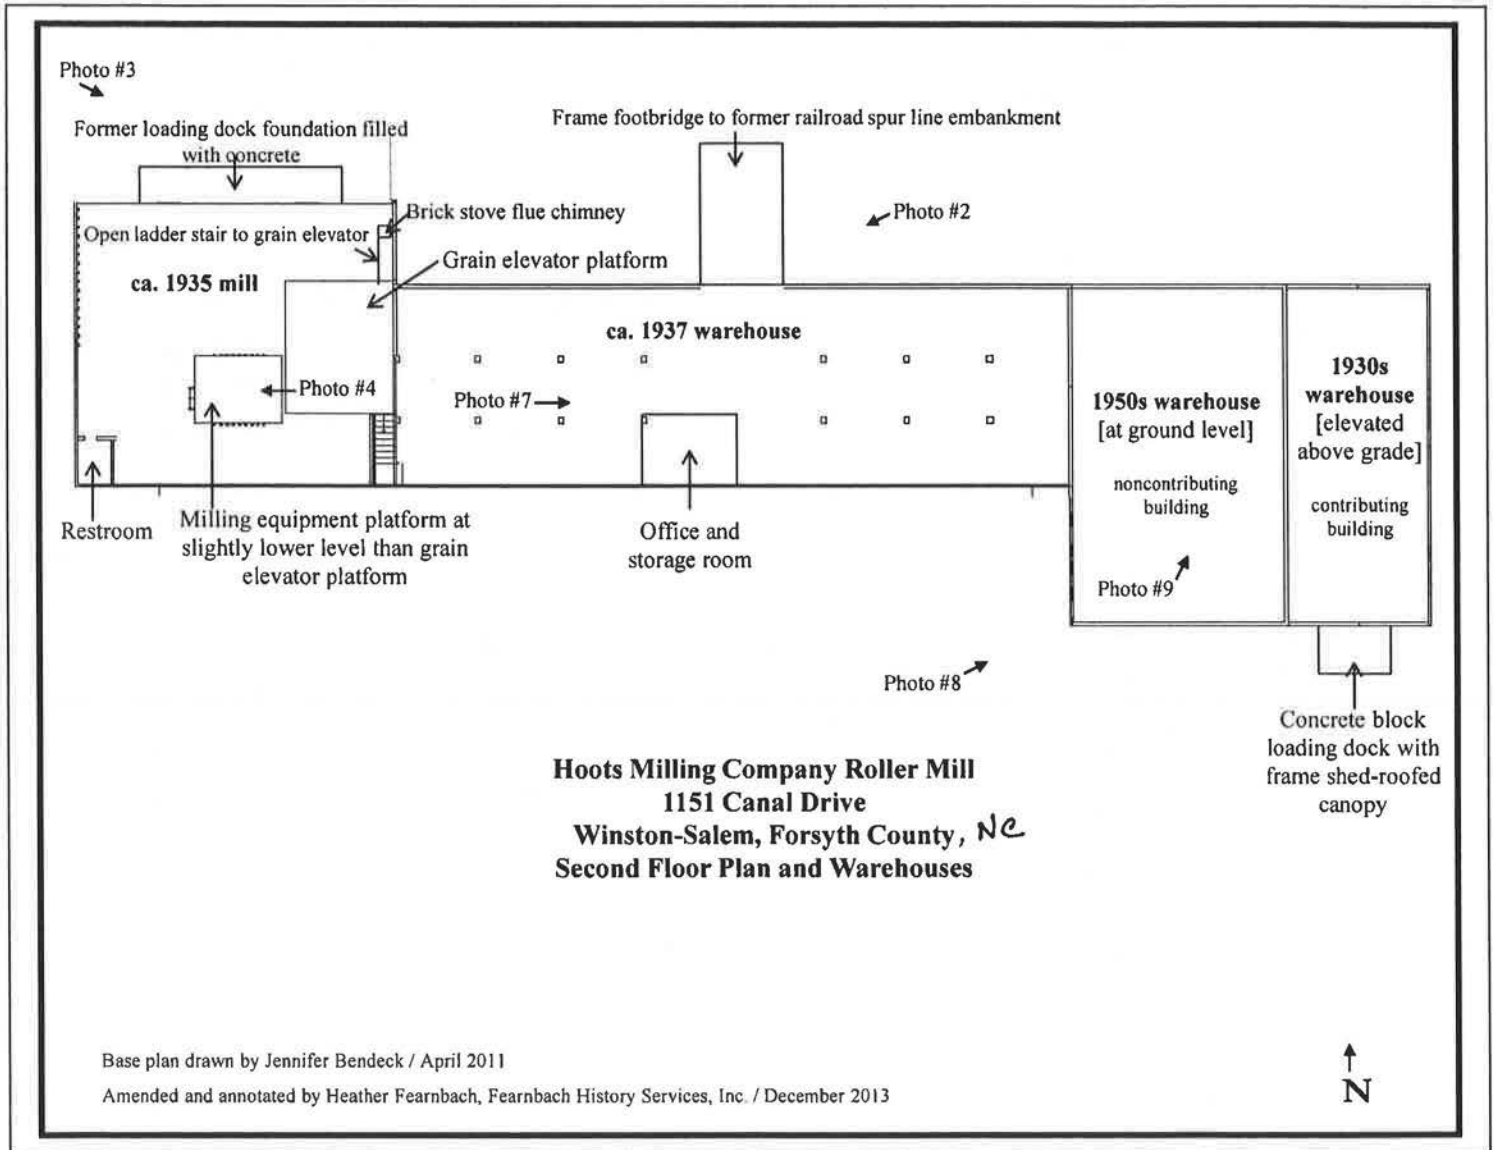 Photo #3
Former loading dock foundation filled
with concrete
Frame footbridge to former railroad spur line embankment
Brick stove flue chimney
Photo #2
Open ladder stair to grain elevator
Grain elevator platform
ca. 1935 mill
ca. 1937 warehouse
Photo #4
Photo #7
1950s warehouse
[at ground level]
noncontributing
building
1930s
warehouse
[elevated
above grade]
contributing
building
Restroom
Milling equipment platform at
slightly lower level than grain
elevator platform
Office and
storage room
Photo #9
Photo #8
Concrete block
loading dock with
frame shed-roofed
canopy
Hoots Milling Company Roller Mill
1151 Canal Drive
Winston-Salem, Forsyth County, NC
Second Floor Plan and Warehouses
Base plan drawn by Jennifer Bendeck / April 2011
Amended and annotated by Heather Fearnbach, Fearnbach History Services, Inc. / December 2013
N